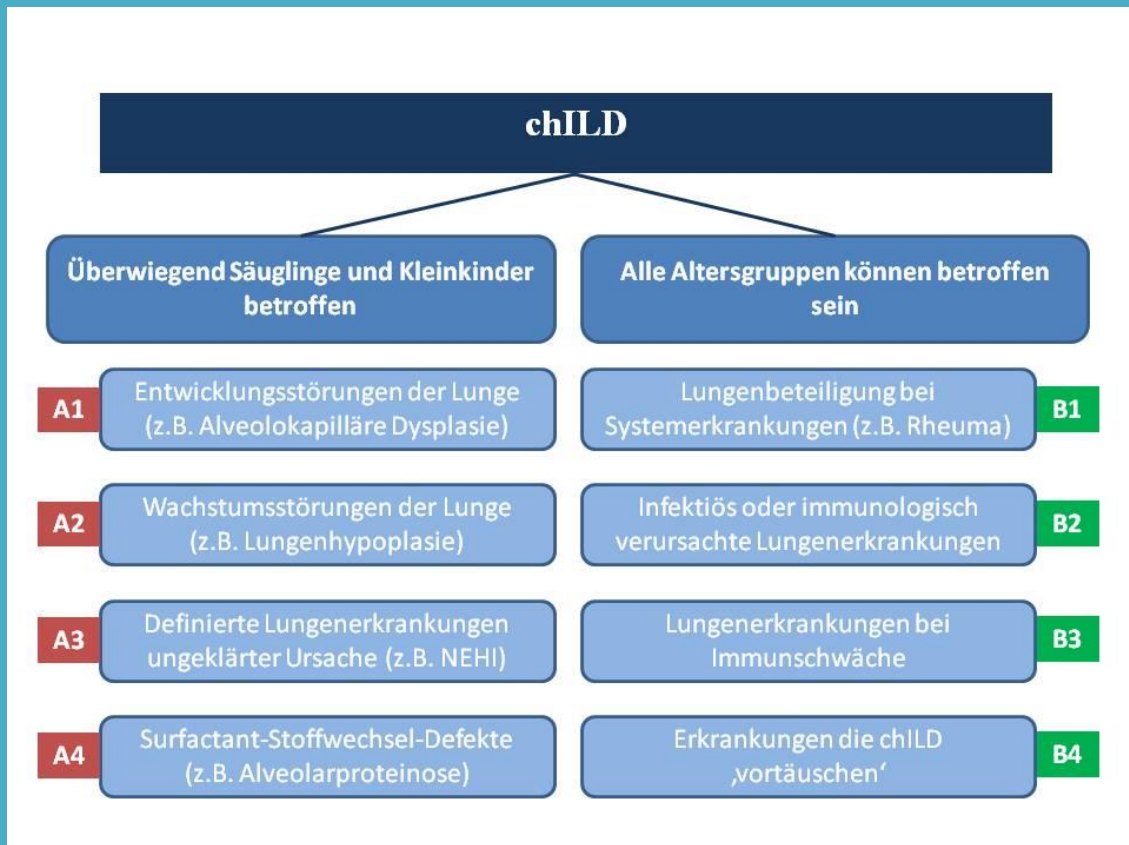 chILD
Überwiegend Säuglinge und Kleinkinder
betroffen
Alle Altersgruppen können betroffen
sein
A1
Entwicklungsstörungen der Lunge
(z.B. Alveolokapilläre Dysplasie)
Lungenbeteiligung bei
Systemerkrankungen (z.B. Rheuma)
B1
A2
Wachstumsstörungen der Lunge
(z.B. Lungenhypoplasie)
Infektiös oder immunologisch
verursachte Lungenerkrankungen
B2
A3
Definierte Lungenerkrankungen
ungeklärter Ursache (z.B. NEHI)
Lungenerkrankungen bei
Immunschwäche
B3
A4
Surfactant-Stoffwechsel-Defekte
(z.B. Alveolarproteinose)
Erkrankungen die chILD
‚vortäuschen‘
B4